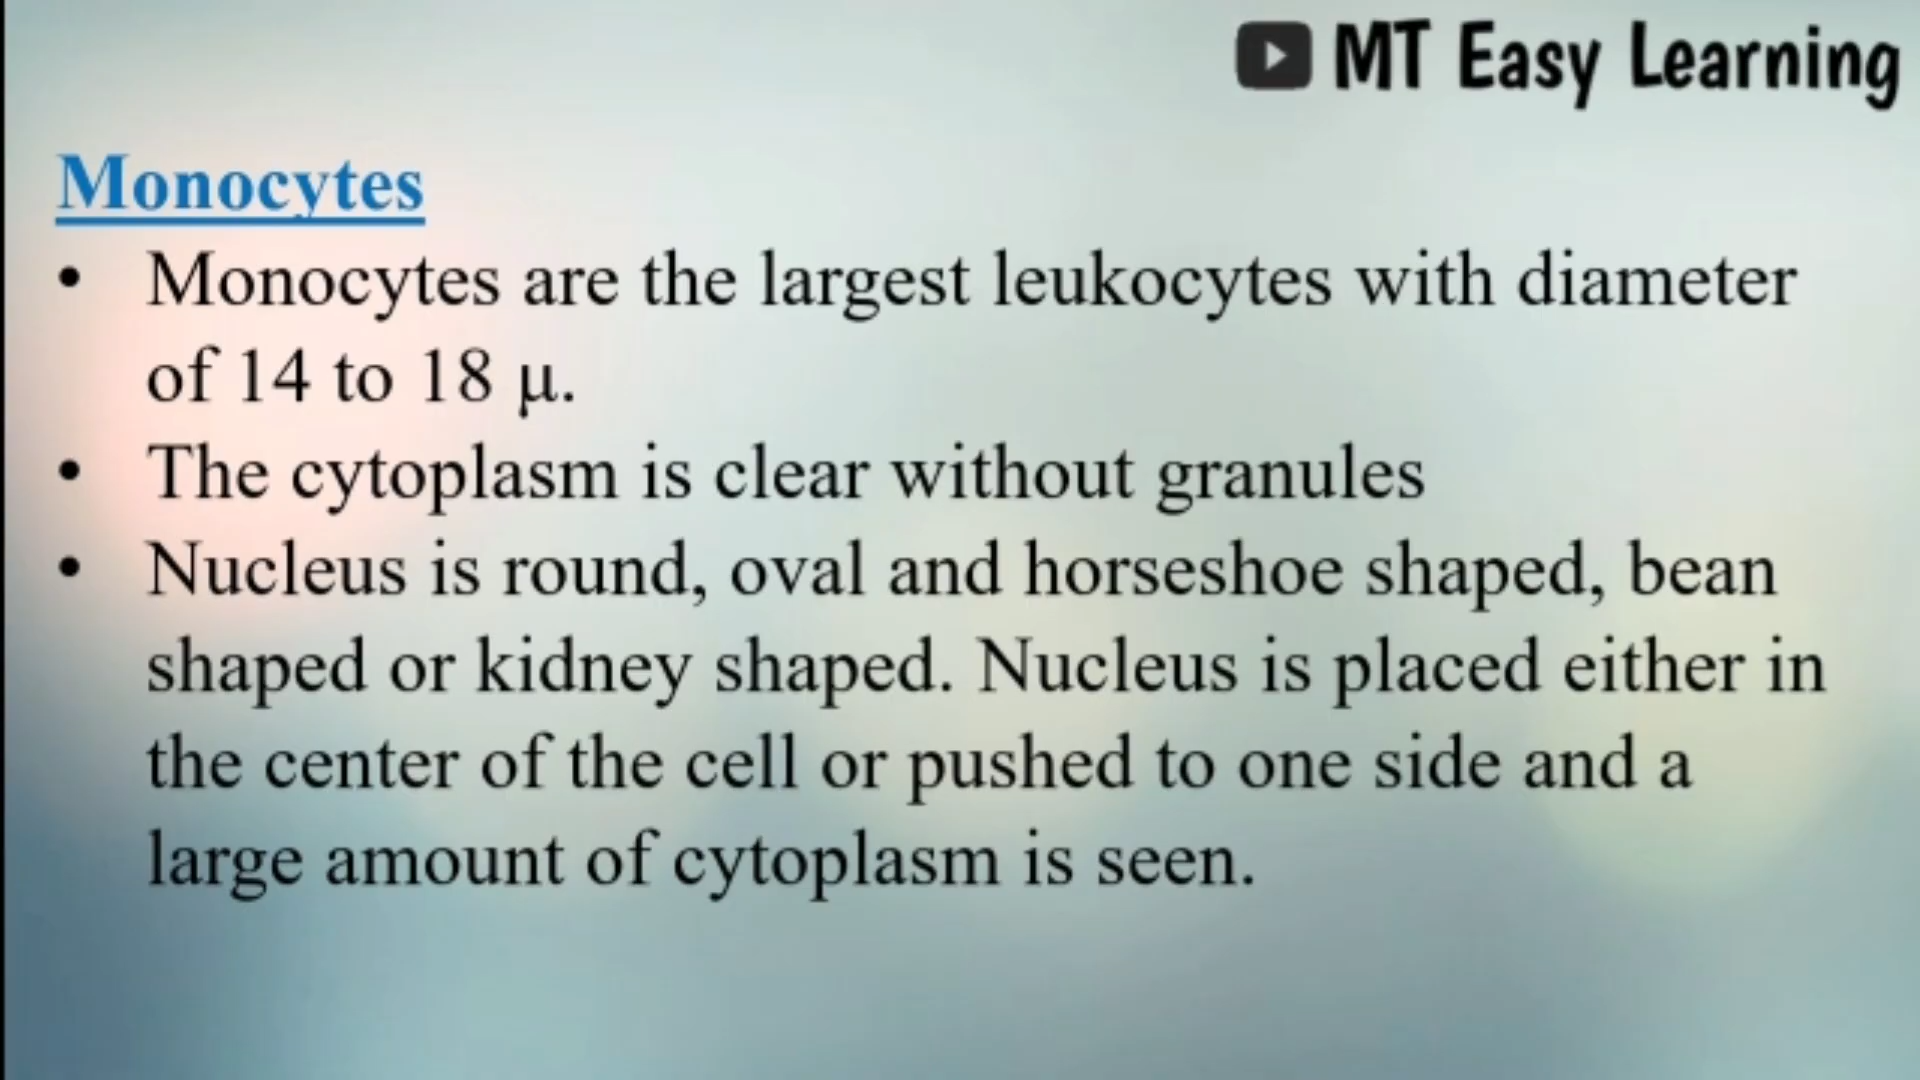 MT Easy Learning
Monocytes
• Monocytes are the largest leukocytes with diameter
of 14 to 18 μ.
• The cytoplasm is clear without granules
• Nucleus is round, oval and horseshoe shaped, bean
shaped or kidney shaped. Nucleus is placed either in
the center of the cell or pushed to one side and a
large amount of cytoplasm is seen.